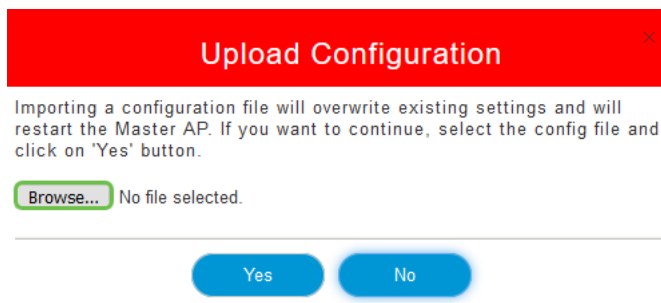 Upload Configuration
Importing a configuration file will overwrite existing settings and will
restart the Master AP. If you want to continue, select the config file and
click on 'Yes' button.
Browse... No file selected.
Yes No